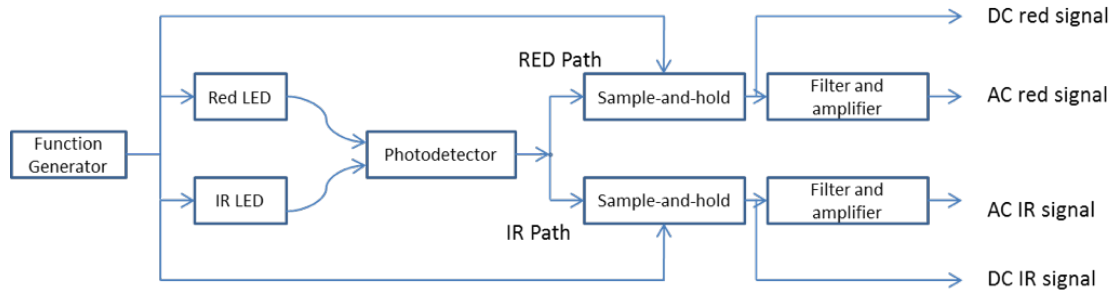 DC red signal
RED Path
Red LED
Sample-and-hold
Filter and
amplifier
AC red signal
Function
Generator
Photodetector
IR LED
Sample-and-hold
Filter and
amplifier
AC IR signal
IR Path
DC IR signal